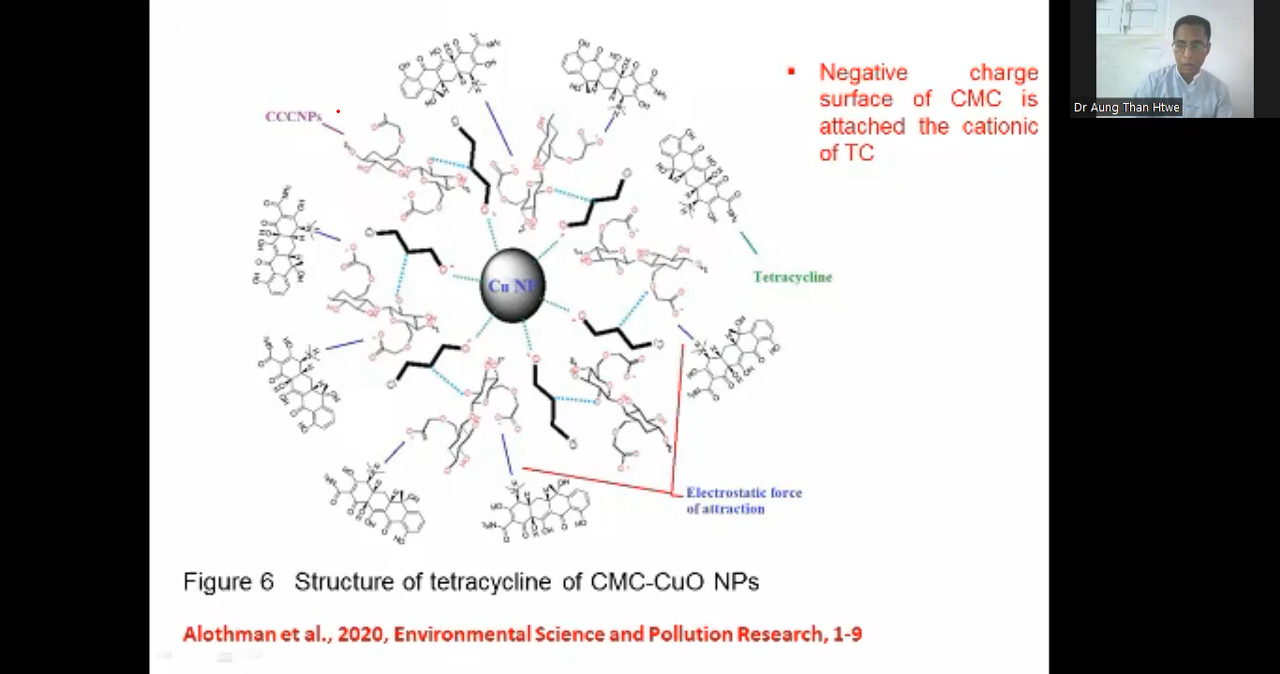 ▪ Negative charge
surface of CMC is
attached the cationic
of TC
Dr Aung Than Htwe
CCCNPs
Cu NP
Tetracycline
Electrostatic force
of attraction
Figure 6 Structure of tetracycline of CMC-CuO NPs
Alothman et al., 2020, Environmental Science and Pollution Research, 1-9